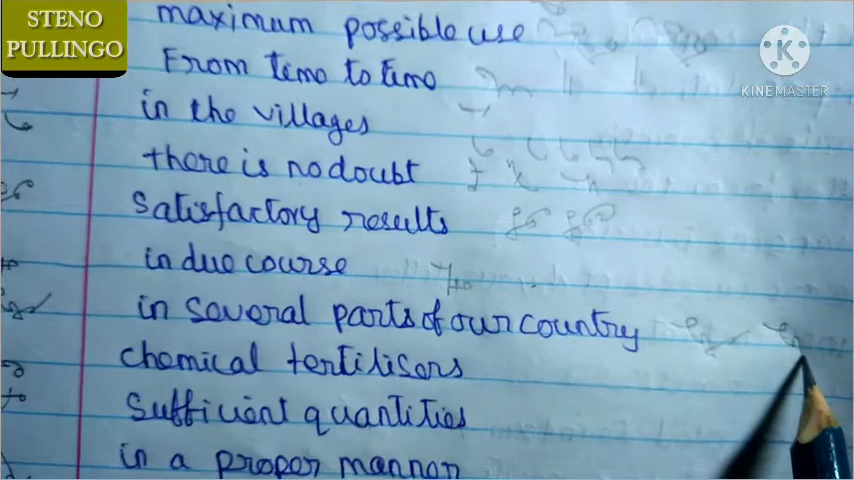 STENO
PULLINGO
KINEMASTER
maximum possible use
From time to time
in the villages
there is no doubt
Satisfactory results
in due course
in several parts of our country
chemical fertilisers
Sufficient quantities
in a proper manner